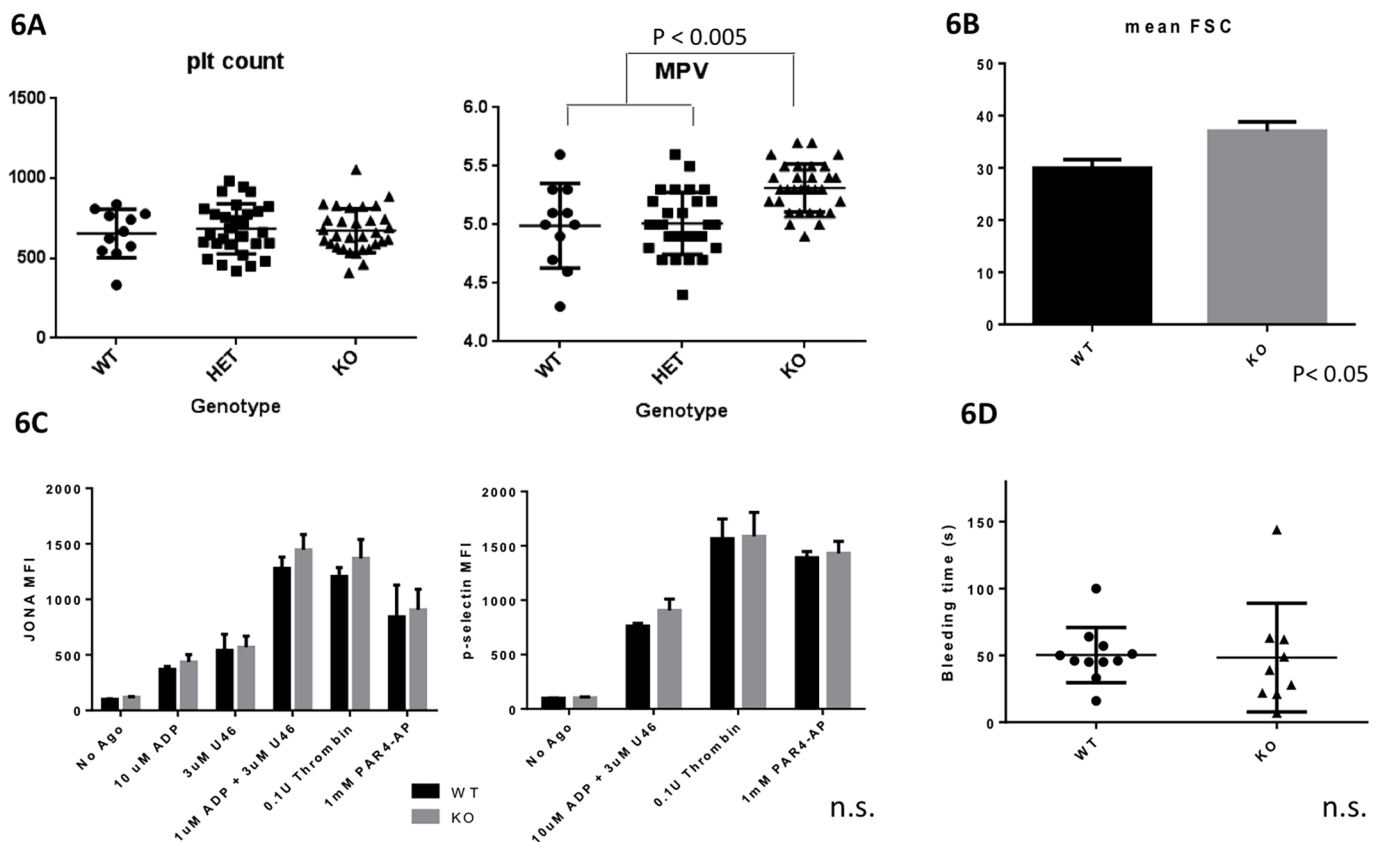 6A
plt count
1500
1000
500
0
WT
HET
KO
Genotype
P < 0.005
MPV
6.0
5.5
5.0
4.5
4.0
WT
HET
KO
Genotype
6B
mean FSC
50
40
30
20
10
0
WT
KO
P< 0.05
6C
JONA MFI
2000
1500
1000
500
0
No Ago
10 uM ADP
3uM U46
1uM ADP + 3uM U46
0.1U Thrombin
1mM PAR4-AP
WT
KO
p-selectin MFI
2000
1500
1000
500
0
No Ago
10uM ADP + 3uM U46
0.1U Thrombin
1mM PAR4-AP
n.s.
6D
Bleeding time (s)
150
100
50
0
WT
KO
n.s.